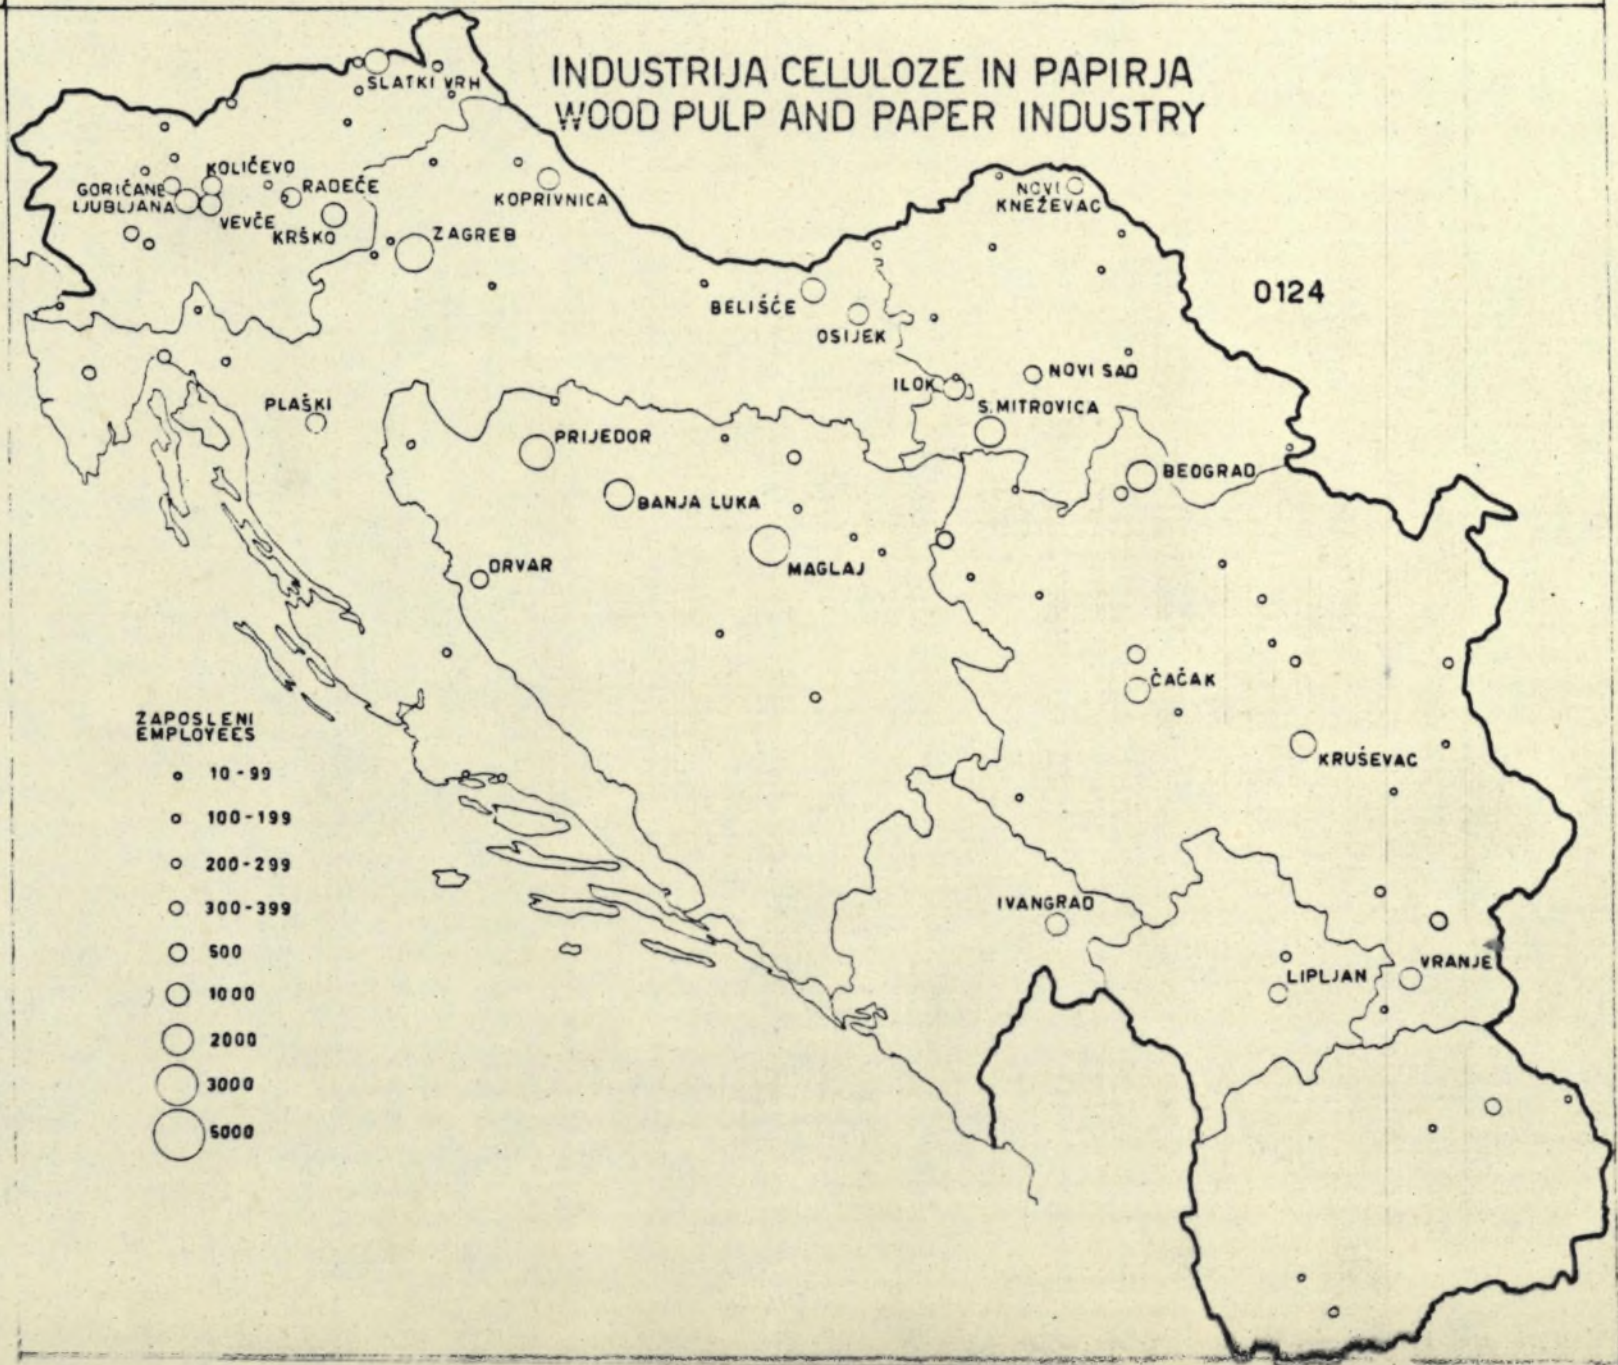 INDUSTRIJA CELULOZE IN PAPIRJA
WOOD PULP AND PAPER INDUSTRY
SLATKI VRH
KOLIČEVO
GORIČANE
RADEČE
LJUBLJANA
VEVČE
KRŠKO
KOPRIVNICA
ZAGREB
NOVI
KNEŽEVAC
0124
BELIŠĆE
OSIJEK
ILOK
NOVI SAD
S.MITROVICA
PLAŠKI
PRIJEDOR
BEOGRAD
BANJA LUKA
MAGLAJ
DRVAR
ČAČAK
KRUŠEVAC
IVANGRAD
LIPLJAN
VRANJE
ZAPOSLENI
EMPLOYEES
10-99
100-199
200-299
300-399
500
1000
2000
3000
5000